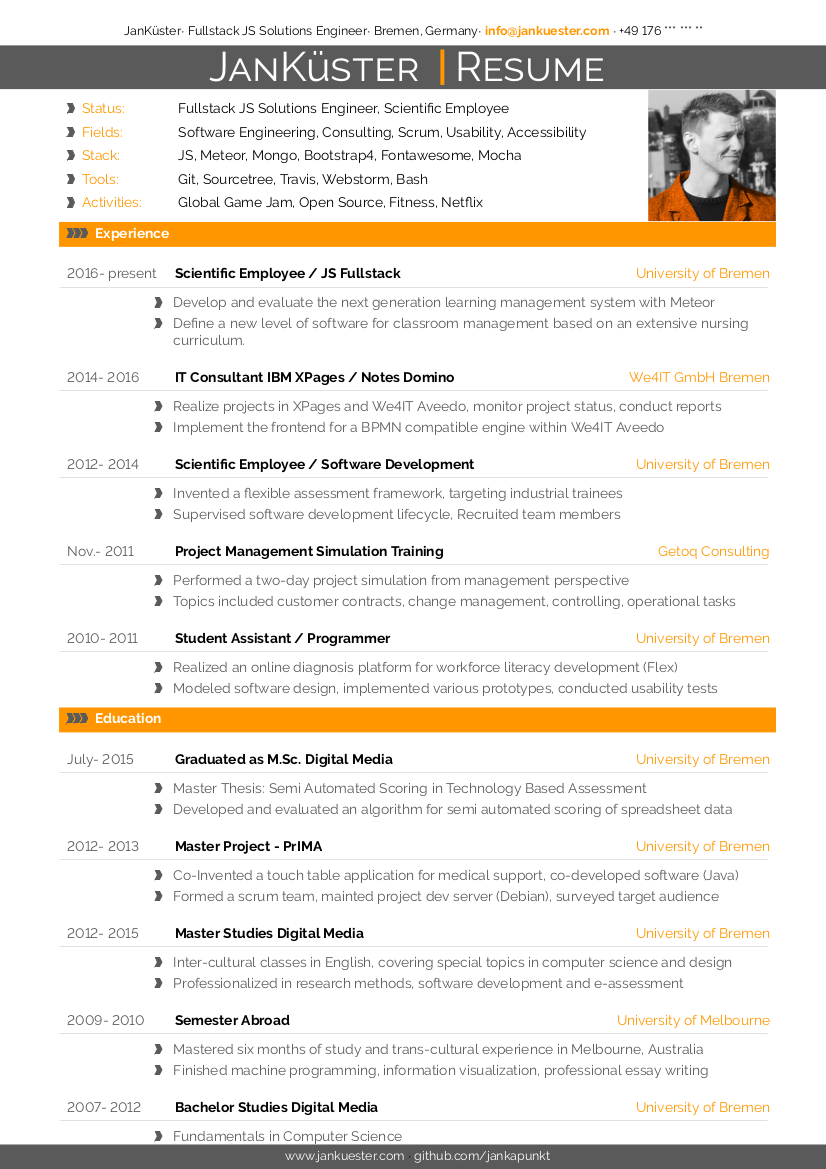 JanKüster· Fullstack JS Solutions Engineer· Bremen, Germany· info@jankuester.com · +49 176 *** *** **
JanKüster | Resume
Status: Fullstack JS Solutions Engineer, Scientific Employee
Fields: Software Engineering, Consulting, Scrum, Usability, Accessibility
Stack: JS, Meteor, Mongo, Bootstrap4, Fontawesome, Mocha
Tools: Git, Sourcetree, Travis, Webstorm, Bash
Activities: Global Game Jam, Open Source, Fitness, Netflix
Experience
2016- present Scientific Employee / JS Fullstack University of Bremen
Develop and evaluate the next generation learning management system with Meteor
Define a new level of software for classroom management based on an extensive nursing
curriculum.
2014- 2016 IT Consultant IBM XPages / Notes Domino We4IT GmbH Bremen
Realize projects in XPages and We4IT Aveedo, monitor project status, conduct reports
Implement the frontend for a BPMN compatible engine within We4IT Aveedo
2012- 2014 Scientific Employee / Software Development University of Bremen
Invented a flexible assessment framework, targeting industrial trainees
Supervised software development lifecycle, Recruited team members
Nov.- 2011 Project Management Simulation Training Getoq Consulting
Performed a two-day project simulation from management perspective
Topics included customer contracts, change management, controlling, operational tasks
2010- 2011 Student Assistant / Programmer University of Bremen
Realized an online diagnosis platform for workforce literacy development (Flex)
Modeled software design, implemented various prototypes, conducted usability tests
Education
July- 2015 Graduated as M.Sc. Digital Media University of Bremen
Master Thesis: Semi Automated Scoring in Technology Based Assessment
Developed and evaluated an algorithm for semi automated scoring of spreadsheet data
2012- 2013 Master Project - PrIMA University of Bremen
Co-Invented a touch table application for medical support, co-developed software (Java)
Formed a scrum team, mainted project dev server (Debian), surveyed target audience
2012- 2015 Master Studies Digital Media University of Bremen
Inter-cultural classes in English, covering special topics in computer science and design
Professionalized in research methods, software development and e-assessment
2009- 2010 Semester Abroad University of Melbourne
Mastered six months of study and trans-cultural experience in Melbourne, Australia
Finished machine programming, information visualization, professional essay writing
2007- 2012 Bachelor Studies Digital Media University of Bremen
Fundamentals in Computer Science
www.jankuester.com · github.com/jankapunkt